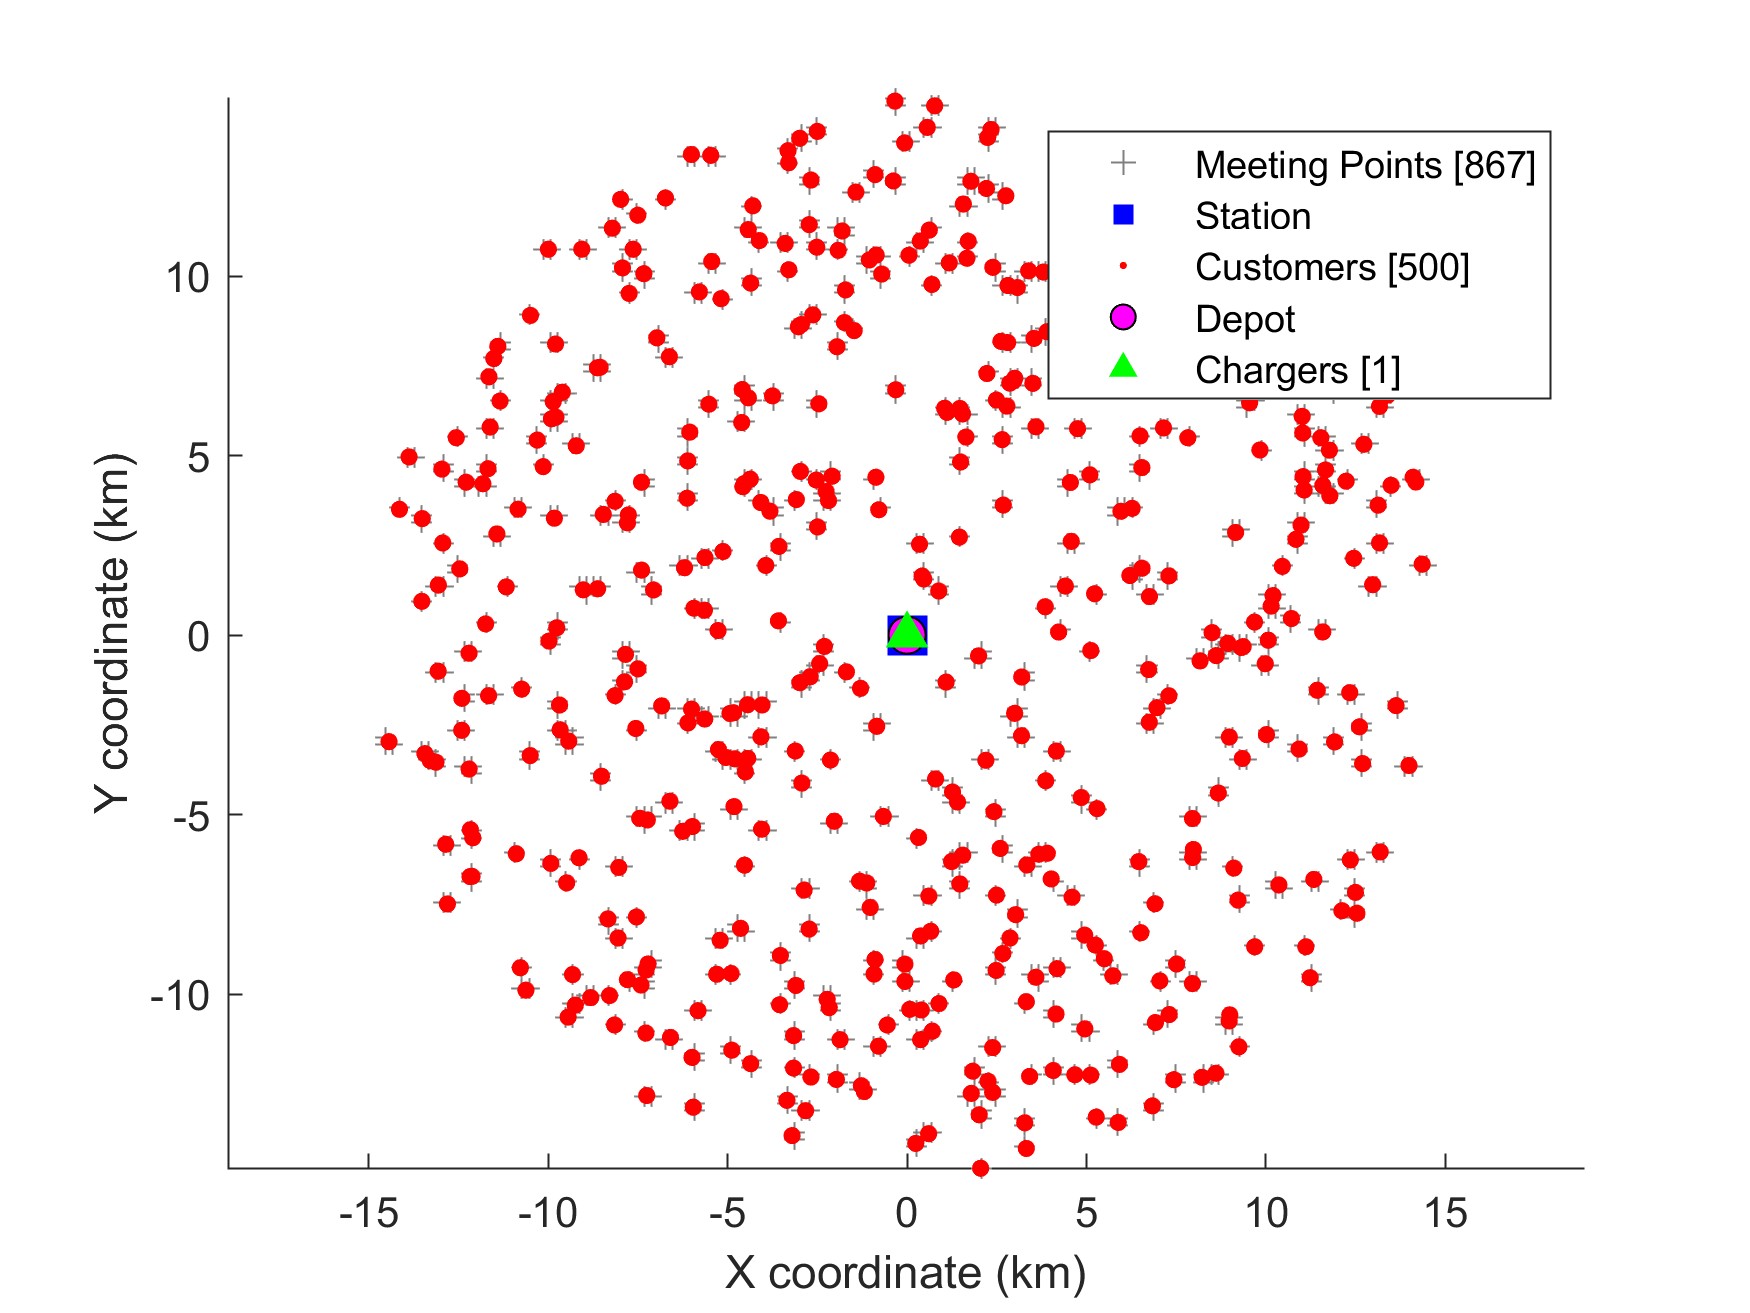 Meeting Points [867]
Station
Customers [500]
Depot
Chargers [1]
10
5
0
-5
-10
Y coordinate (km)
-15 -10 -5 0 5 10 15
X coordinate (km)